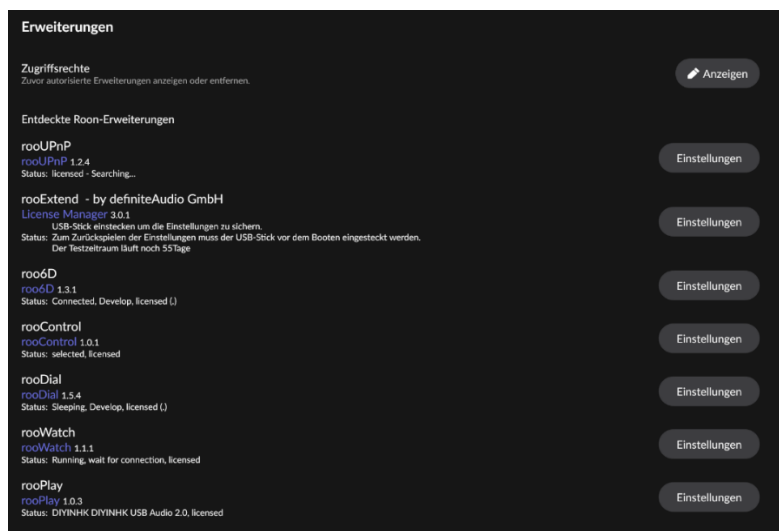 Erweiterungen
Zugriffsrechte
Zuvor autorisierte Erweiterungen anzeigen oder entfernen.
Anzeigen
Entdeckte Roon-Erweiterungen
rooUPnP
rooUPnP 1.2.4
Status: licensed - Searching...
Einstellungen
rooExtend - by definiteAudio GmbH
License Manager 3.0.1
USB-Stick einstecken um die Einstellungen zu sichern.
Status: Zum Zurückspielen der Einstellungen muss der USB-Stick vor dem Booten eingesteckt werden.
Der Testzeitraum läuft noch 55Tage
Einstellungen
roo6D
roo6D 1.3.1
Status: Connected, Develop, licensed (.)
Einstellungen
rooControl
rooControl 1.0.1
Status: selected, licensed
Einstellungen
rooDial
rooDial 1.5.4
Status: Sleeping, Develop, licensed (.)
Einstellungen
rooWatch
rooWatch 1.1.1
Status: Running, wait for connection, licensed
Einstellungen
rooPlay
rooPlay 1.0.3
Status: DIYINHK DIYINHK USB Audio 2.0, licensed
Einstellungen